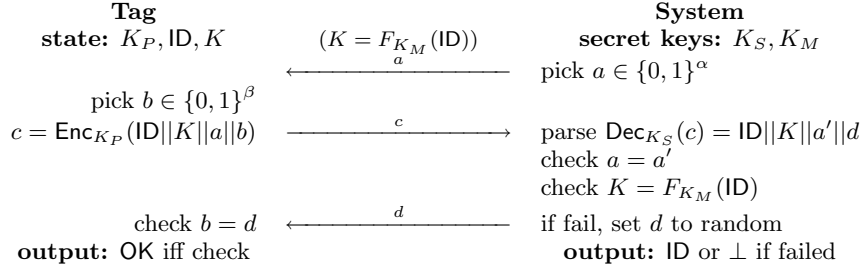 Tag System
state: K_P, ID, K (K = F_{K_M}(ID)) secret keys: K_S, K_M
a pick a ∈ {0, 1}^α
pick b ∈ {0, 1}^β
c = Enc_{K_P}(ID||K||a||b) c parse Dec_{K_S}(c) = ID||K||a′||d
check a = a′
check K = F_{K_M}(ID)
check b = d d if fail, set d to random
output: OK iff check output: ID or ⊥ if failed